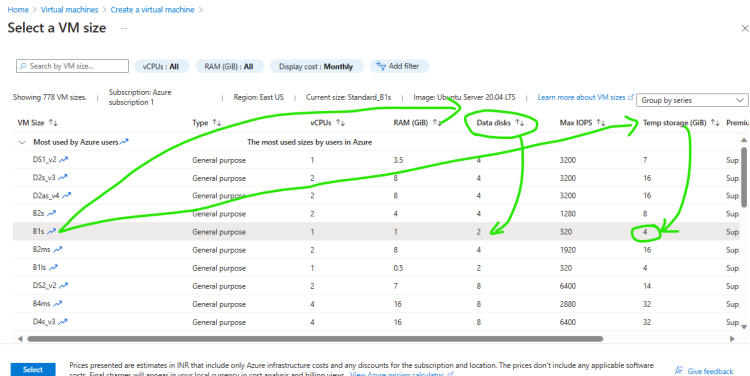 Home > Virtual machines > Create a virtual machine >
Select a VM size ...
Search by VM size... vCPUs : All RAM (GiB) : All Display cost : Monthly Add filter
Showing 778 VM sizes. | Subscription: Azure subscription 1 | Region: East US | Current size: Standard_B1s | Image: Ubuntu Server 20.04 LTS | Learn more about VM sizes Group by series
VM Size ↑↓ Type ↑↓ vCPUs ↑↓ RAM (GiB) ↑↓ Data disks ↑↓ Max IOPS ↑↓ Temp storage (GiB) ↑↓ Premiu
Most used by Azure users The most used sizes by users in Azure
DS1_v2 General purpose 1 3.5 4 3200 7 Sup
D2s_v3 General purpose 2 8 4 3200 16 Sup
D2as_v4 General purpose 2 8 4 3200 16 Sup
B2s General purpose 2 4 4 1280 8 Sup
B1s General purpose 1 1 2 320 4 Sup
B2ms General purpose 2 8 4 1920 16 Sup
B1ls General purpose 1 0.5 2 320 4 Sup
DS2_v2 General purpose 2 7 8 6400 14 Sup
B4ms General purpose 4 16 8 2880 32 Sup
D4s_v3 General purpose 4 16 8 6400 32 Sup
Select Prices presented are estimates in INR that include only Azure infrastructure costs and any discounts for the subscription and location. The prices don't include any applicable software
costs. Final charges will appear in your local currency in cost analysis and billing views. View Azure pricing calculator. Give feedback